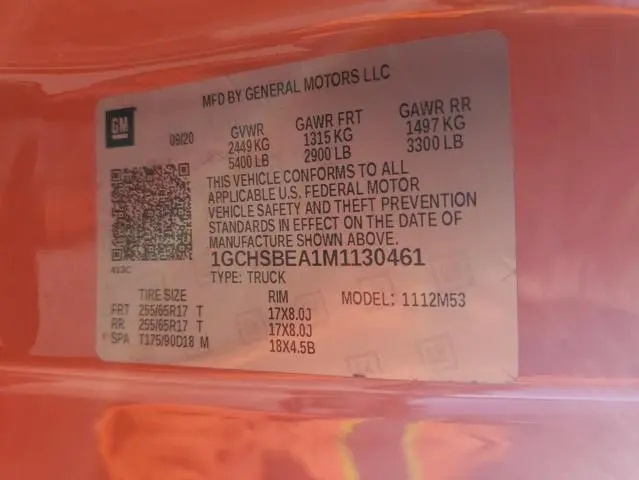 MFD BY GENERAL MOTORS LLC
GM
09/20 GVWR GAWR FRT GAWR RR
2449 KG 1315 KG 1497 KG
5400 LB 2900 LB 3300 LB
THIS VEHICLE CONFORMS TO ALL
APPLICABLE U.S. FEDERAL MOTOR
VEHICLE SAFETY AND THEFT PREVENTION
STANDARDS IN EFFECT ON THE DATE OF
MANUFACTURE SHOWN ABOVE.
413C
1GCHSBEA1M1130461
TYPE: TRUCK
TIRE SIZE RIM MODEL: 1112M53
FRT 255/65R17 T 17X8.0J
RR 255/65R17 T 17X8.0J
SPA T175/90D18 M 18X4.5B